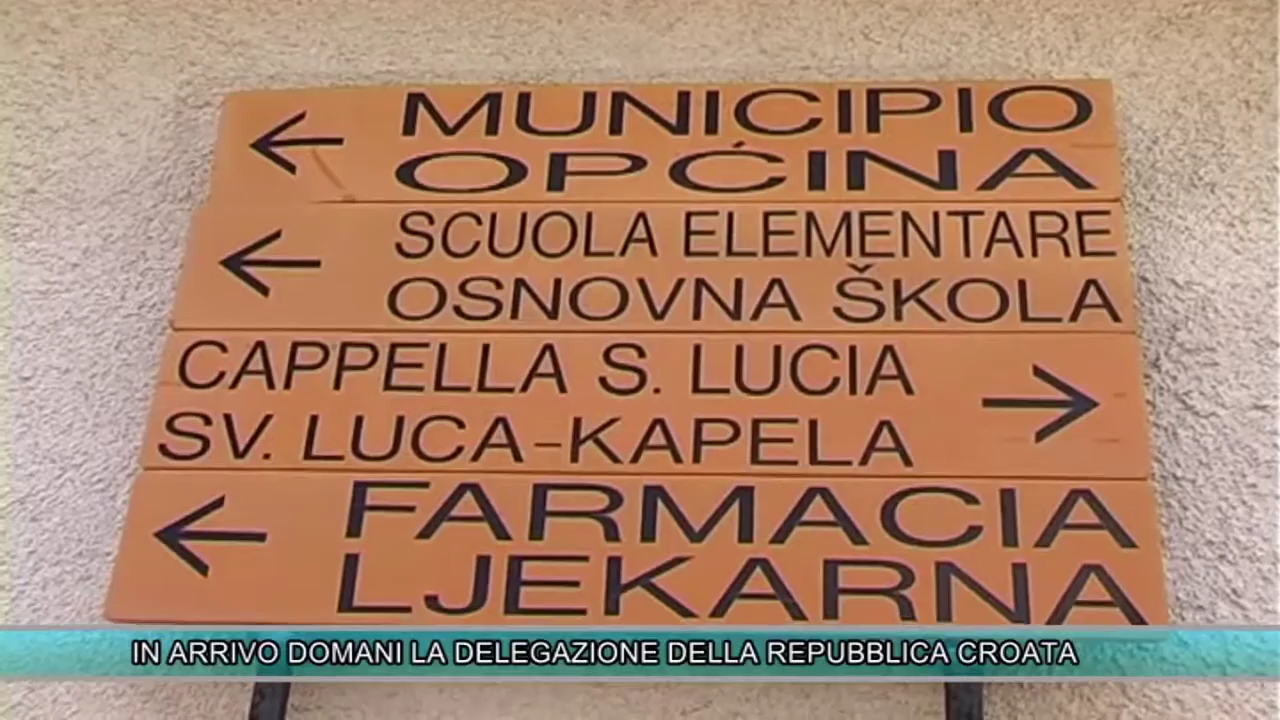 MUNICIPIO
OPĆINA
SCUOLA ELEMENTARE
OSNOVNA ŠKOLA
CAPPELLA S. LUCIA
SV. LUCA-KAPELA
FARMACIA
LJEKARNA
IN ARRIVO DOMANI LA DELEGAZIONE DELLA REPUBBLICA CROATA